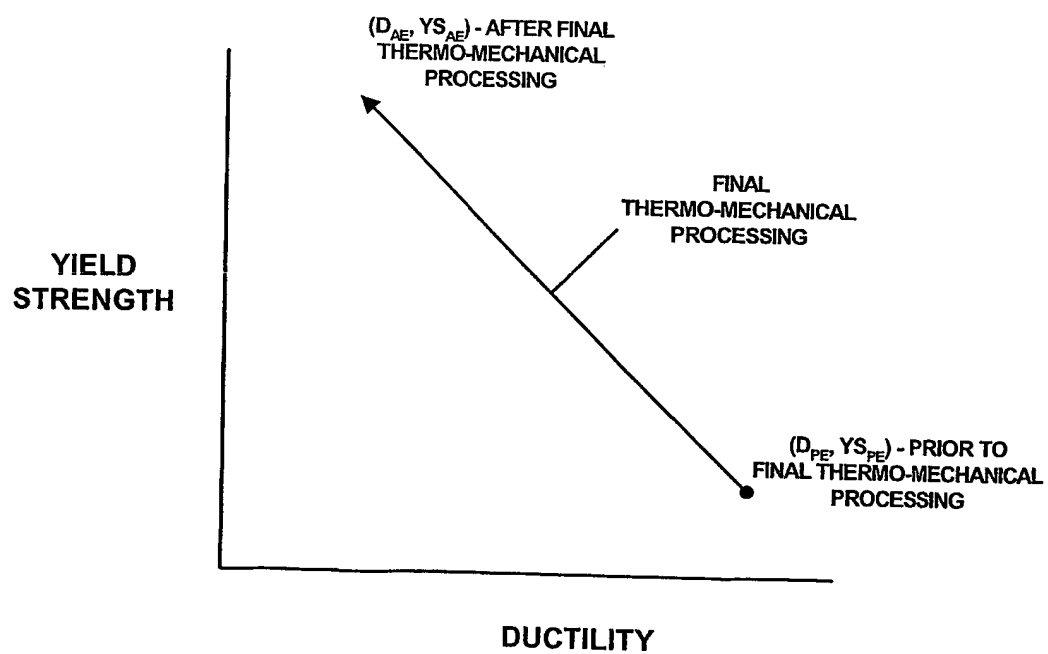 (D_AE, YS_AE) - AFTER FINAL
THERMO-MECHANICAL
PROCESSING
FINAL
THERMO-MECHANICAL
PROCESSING
YIELD
STRENGTH
(D_PE, YS_PE) - PRIOR TO
FINAL THERMO-MECHANICAL
PROCESSING
DUCTILITY